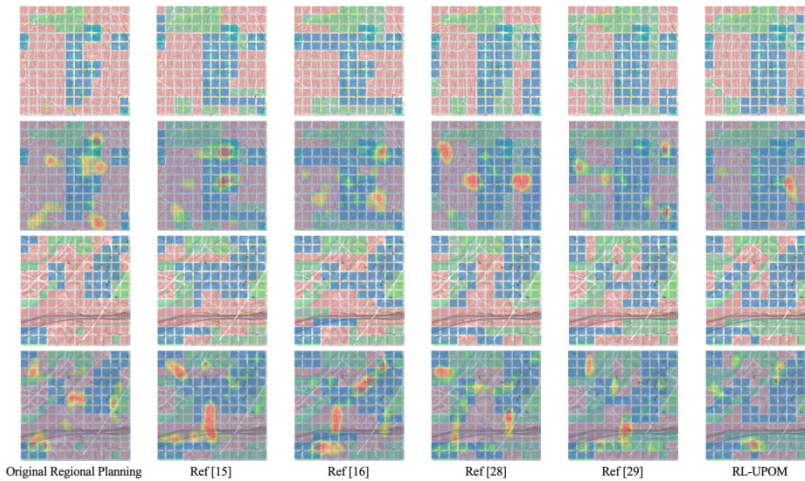 Original Regional Planning
Ref [15]
Ref [16]
Ref [28]
Ref [29]
RL-UPOM